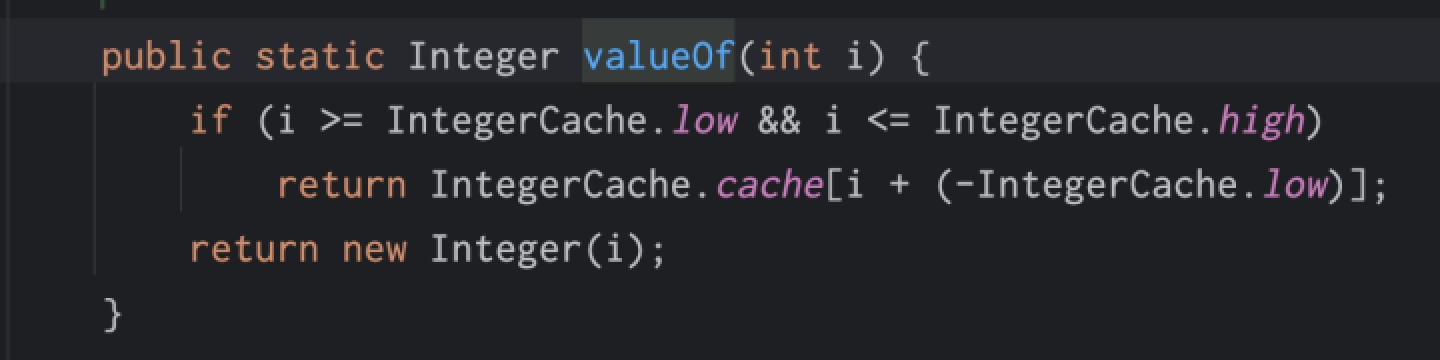 public static Integer valueOf(int i) {
if (i >= IntegerCache.low && i <= IntegerCache.high)
return IntegerCache.cache[i + (-IntegerCache.low)];
return new Integer(i);
}